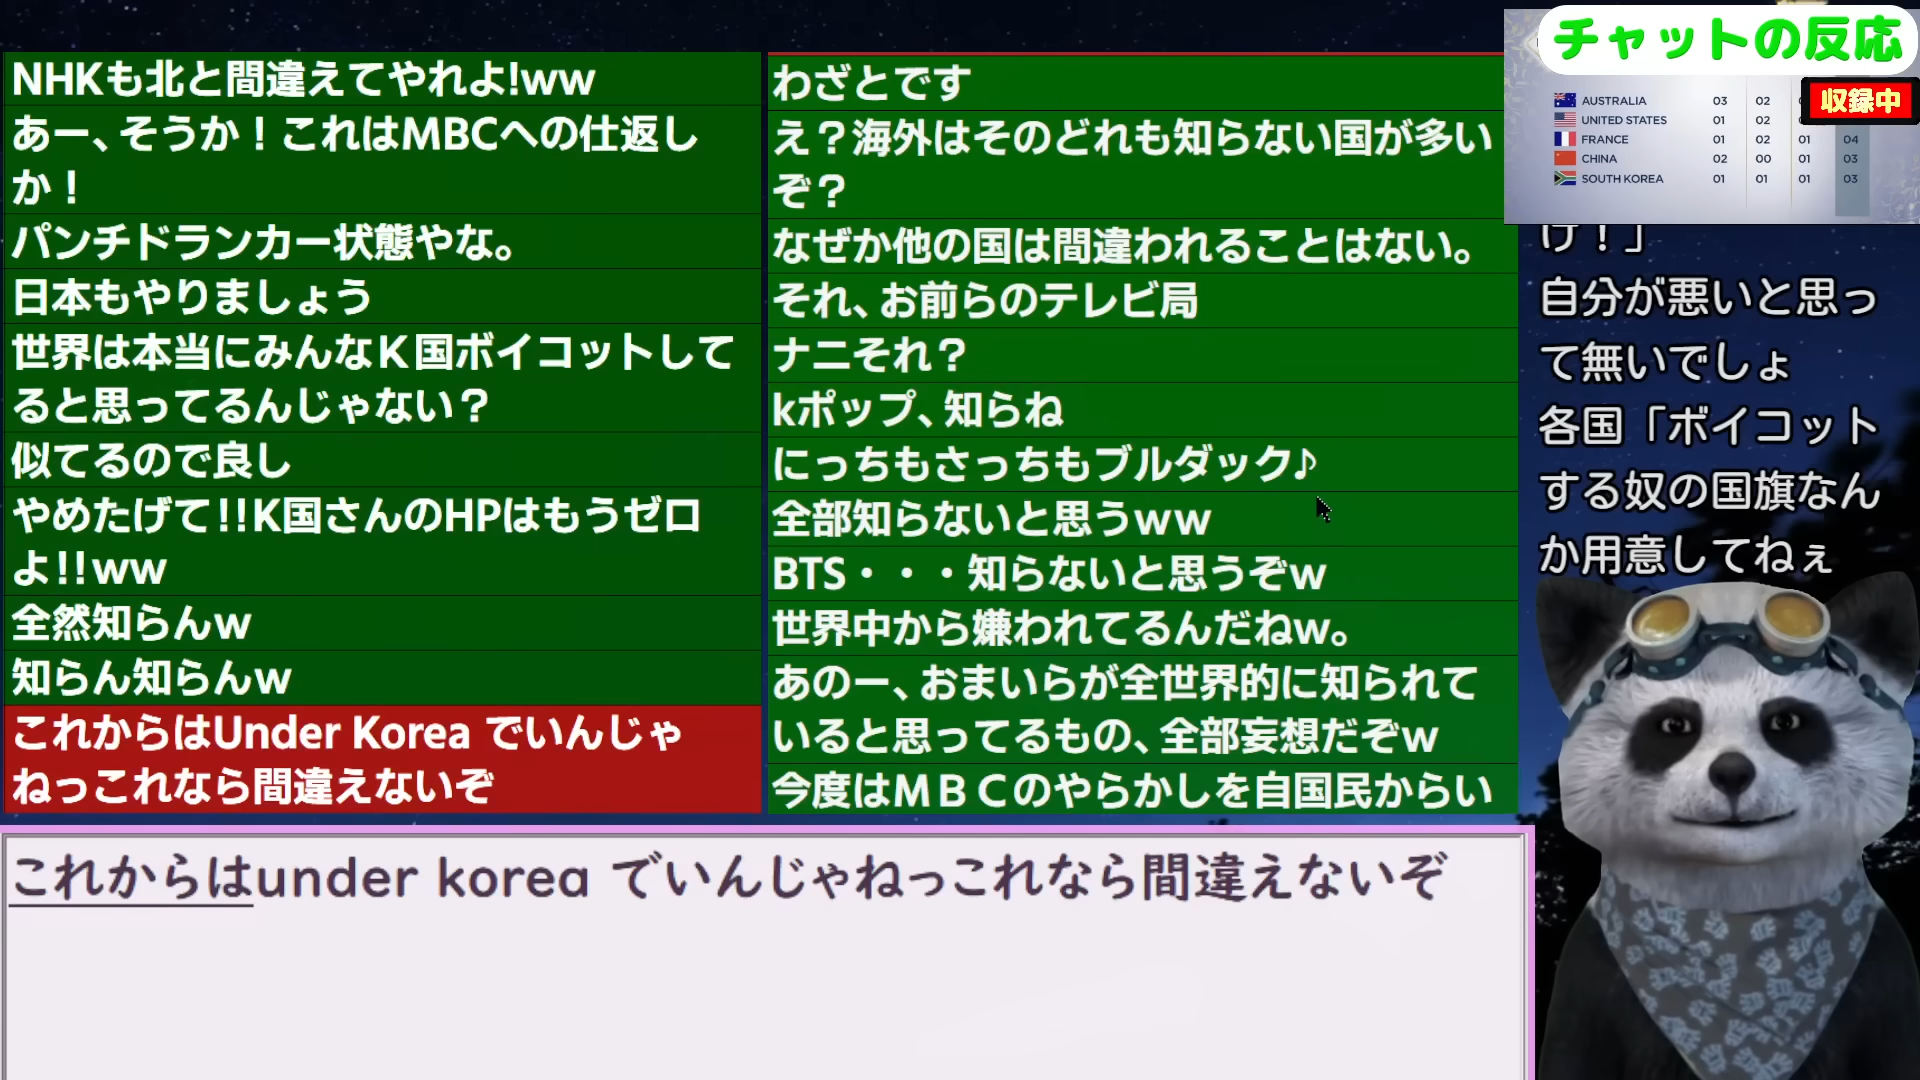 NHKも北と間違えてやれよ!ww
あー、そうか！これはMBCへの仕返し
か！
パンチドランカー状態やな。
日本もやりましょう
世界は本当にみんなＫ国ボイコットして
ると思ってるんじゃない？
似てるので良し
やめたげて!!K国さんのHPはもうゼロ
よ!!ww
全然知らんw
知らん知らんw
これからはUnder Korea でいんじゃ
ねっこれなら間違えないぞ
わざとです
え？海外はそのどれも知らない国が多い
ぞ？
なぜか他の国は間違われることはない。
それ、お前らのテレビ局
ナニそれ？
kポップ、知らね
にっちもさっちもブルダック♪
全部知らないと思うww
BTS・・・知らないと思うぞw
世界中から嫌われてるんだねw。
あのー、おまいらが全世界的に知られて
いると思ってるもの、全部妄想だぞw
今度はＭＢＣのやらかしを自国民からい
チャットの反応
収録中
AUSTRALIA 03 02
UNITED STATES 01 02
FRANCE 01 02 01 04
CHINA 02 00 01 03
SOUTH KOREA 01 01 01 03
け！」
自分が悪いと思っ
て無いでしょ
各国「ボイコット
する奴の国旗なん
か用意してねぇ
これからはunder korea でいんじゃねっこれなら間違えないぞ